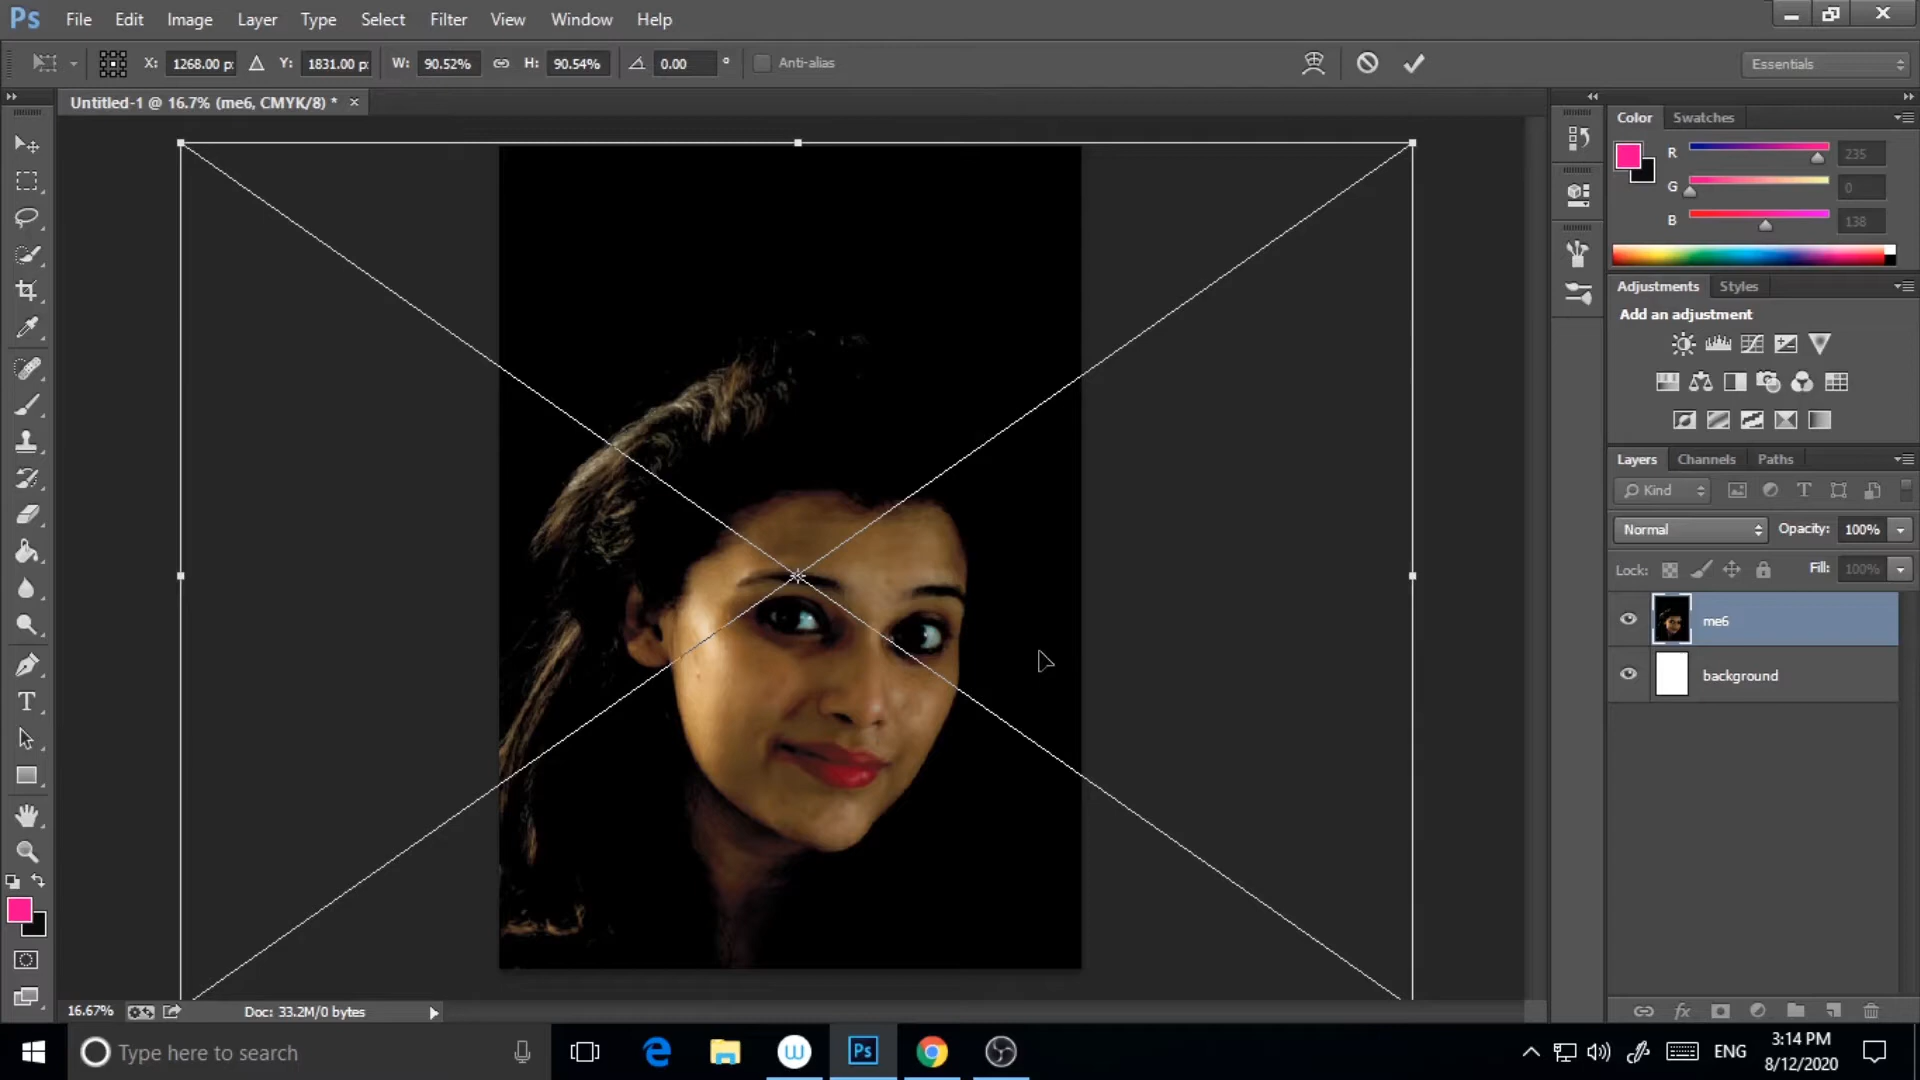 Ps File Edit Image Layer Type Select Filter View Window Help
X: 1268.00 p: Y: 1831.00 p: W: 90.52% H: 90.54% 0.00 ° Anti-alias Essentials
Untitled-1 @ 16.7% (me6, CMYK/8) *
Color Swatches
R 235
G 0
B 138
Adjustments Styles
Add an adjustment
Layers Channels Paths
Kind
Normal Opacity: 100%
Lock: Fill: 100%
me6
background
16.67% Doc: 33.2M/0 bytes
Type here to search
Ps
ENG
3:14 PM
8/12/2020